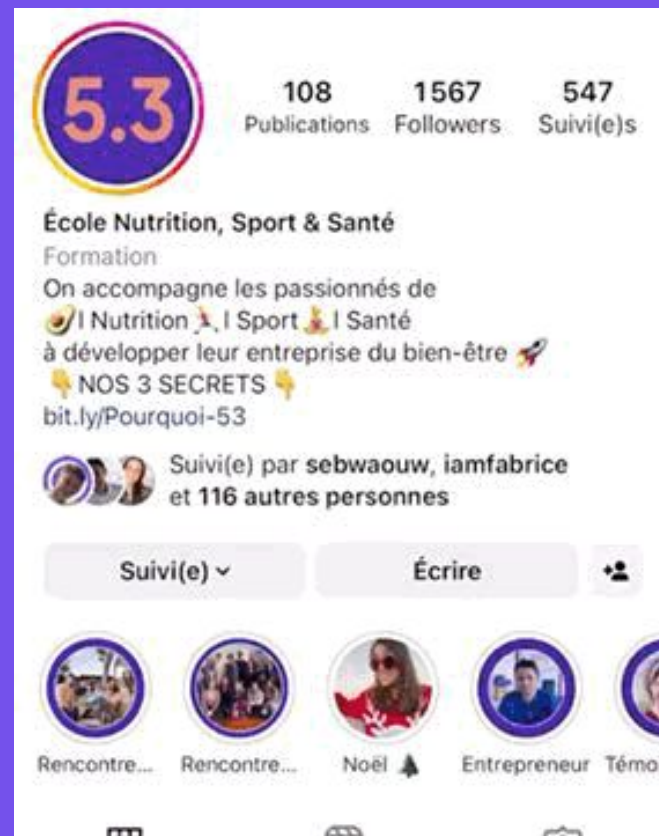 5.3
108 1567 547
Publications Followers Suivi(e)s
École Nutrition, Sport & Santé
Formation
On accompagne les passionnés de
🥑I Nutrition 🏃‍♀️I Sport 🧘‍♀️I Santé
à développer leur entreprise du bien-être 🚀
👇NOS 3 SECRETS👇
bit.ly/Pourquoi-53
Suivi(e) par sebwaouw, iamfabrice
et 116 autres personnes
Suivi(e) Écrire
Rencontre... Rencontre... Noël 🌲 Entrepreneur Témo